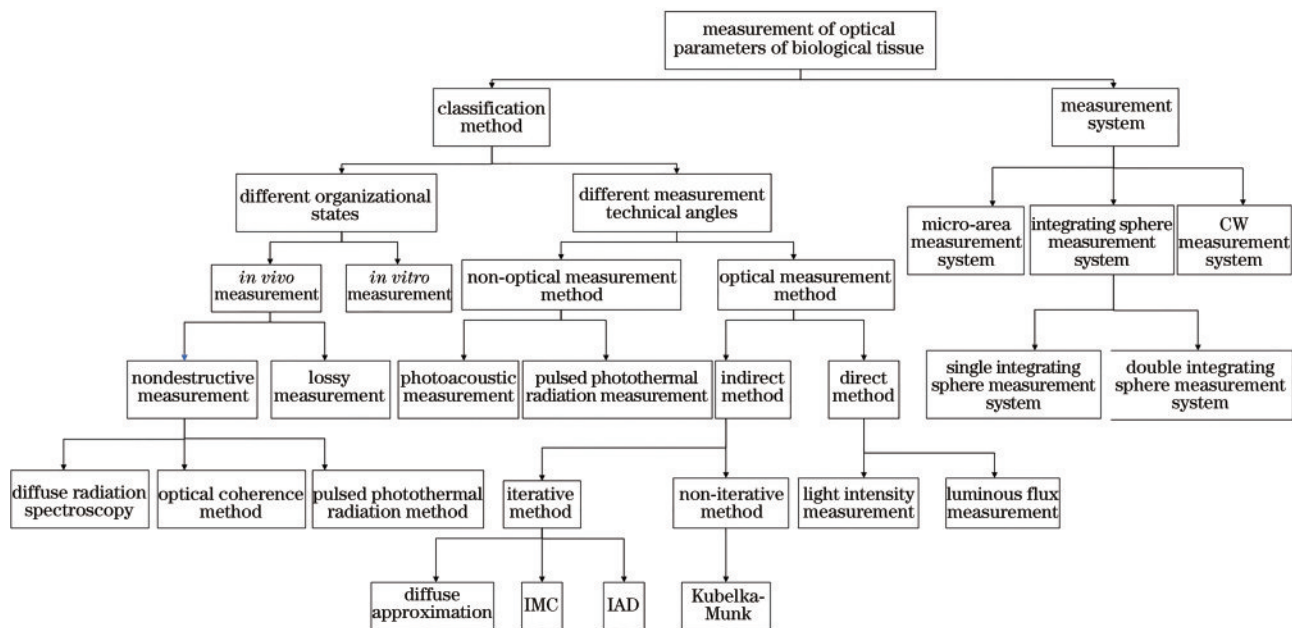 measurement of optical
parameters of biological tissue
classification
method
measurement
system
different organizational
states
different measurement
technical angles
micro-area
measurement
system
integrating sphere
measurement
system
CW
measurement
system
in vivo
measurement
in vitro
measurement
non-optical measurement
method
optical measurement
method
nondestructive
measurement
lossy
measurement
photoacoustic
measurement
pulsed photothermal
radiation measurement
indirect
method
direct
method
single integrating
sphere measurement
system
double integrating
sphere measurement
system
diffuse radiation
spectroscopy
optical coherence
method
pulsed photothermal
radiation method
iterative
method
non-iterative
method
light intensity
measurement
luminous flux
measurement
diffuse
approximation
IMC
IAD
Kubelka-
Munk